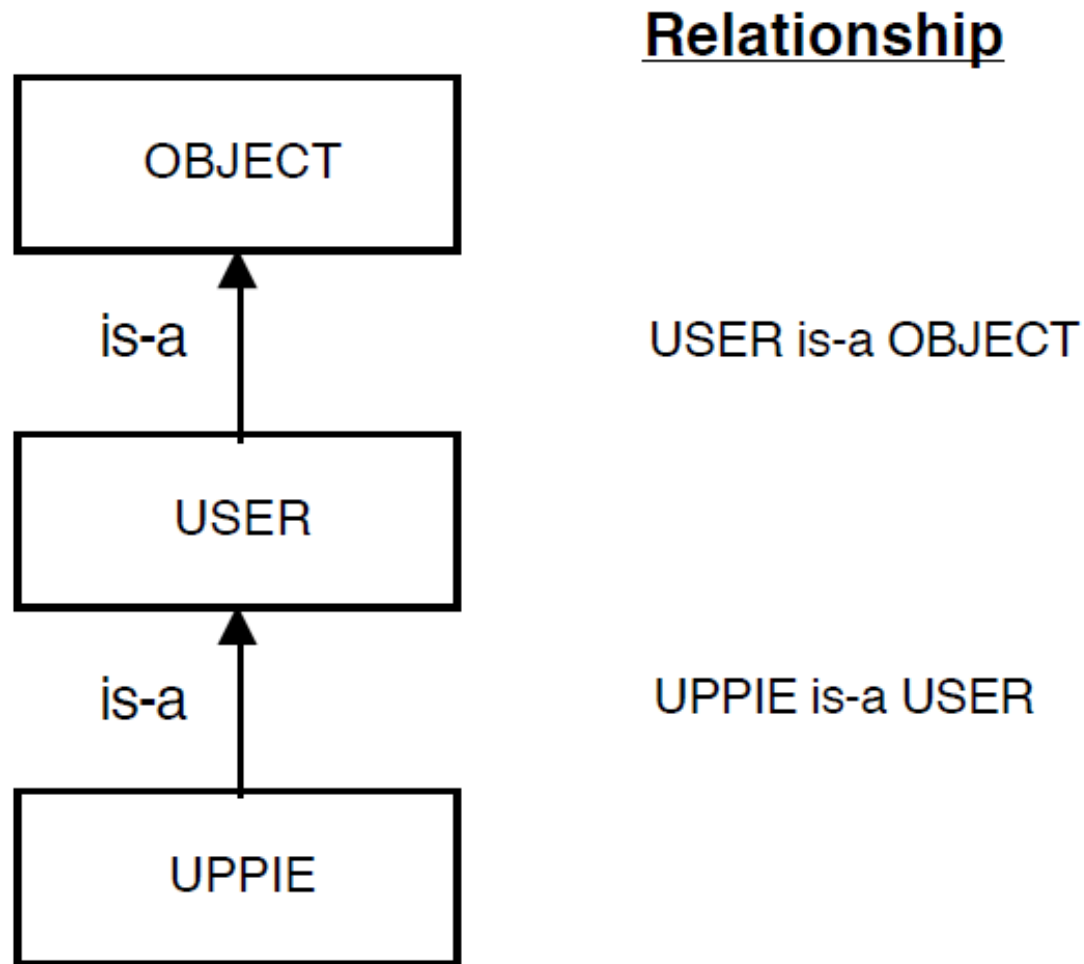 Relationship
OBJECT
is-a
USER is-a OBJECT
USER
is-a
UPPIE is-a USER
UPPIE